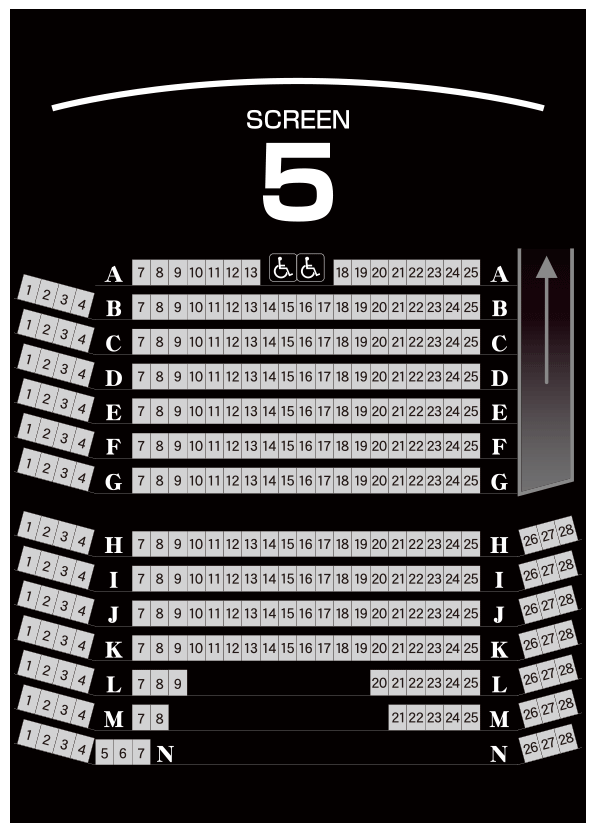 SCREEN
5
A 7 8 9 10 11 12 13 18 19 20 21 22 23 24 25 A
1 2 3 4 B 7 8 9 10 11 12 13 14 15 16 17 18 19 20 21 22 23 24 25 B
1 2 3 4 C 7 8 9 10 11 12 13 14 15 16 17 18 19 20 21 22 23 24 25 C
1 2 3 4 D 7 8 9 10 11 12 13 14 15 16 17 18 19 20 21 22 23 24 25 D
1 2 3 4 E 7 8 9 10 11 12 13 14 15 16 17 18 19 20 21 22 23 24 25 E
1 2 3 4 F 7 8 9 10 11 12 13 14 15 16 17 18 19 20 21 22 23 24 25 F
1 2 3 4 G 7 8 9 10 11 12 13 14 15 16 17 18 19 20 21 22 23 24 25 G
1 2 3 4 H 7 8 9 10 11 12 13 14 15 16 17 18 19 20 21 22 23 24 25 H 26 27 28
1 2 3 4 I 7 8 9 10 11 12 13 14 15 16 17 18 19 20 21 22 23 24 25 I 26 27 28
1 2 3 4 J 7 8 9 10 11 12 13 14 15 16 17 18 19 20 21 22 23 24 25 J 26 27 28
1 2 3 4 K 7 8 9 10 11 12 13 14 15 16 17 18 19 20 21 22 23 24 25 K 26 27 28
1 2 3 4 L 7 8 9 20 21 22 23 24 25 L 26 27 28
1 2 3 4 M 7 8 21 22 23 24 25 M 26 27 28
1 2 3 4 5 6 7 N N 26 27 28